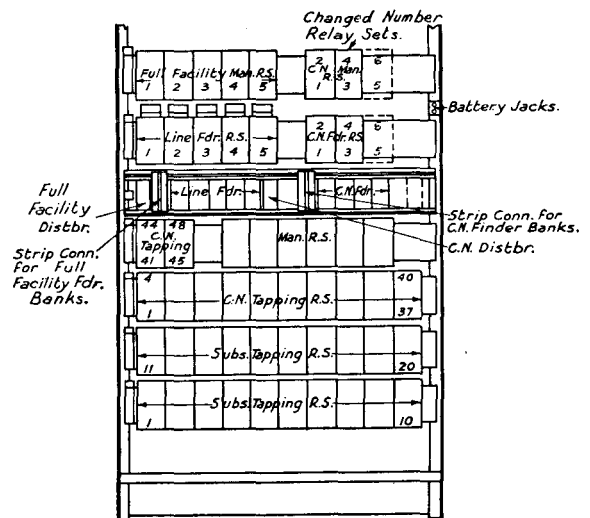 Changed Number
Relay Sets.
Full Facility Man. R.S.
1 2 3 4 5
2 4 6
C.N. Man.
R.S.
1 3 5
Battery Jacks.
Line Fdr. R.S.
1 2 3 4 5
2 4 6
C.N. Fdr. R.S.
1 3 5
Full
Facility
Distbr.
Line Fdr.
C.N. Fdr.
Strip Conn. For
C.N. Finder Banks.
C.N. Distbr.
Strip Conn.
for Full
Facility Fdr.
Banks.
44 48
C.N.
Tapping
41 45
Man. R.S.
4 40
C.N. Tapping R.S.
1 37
Subs. Tapping R.S.
11 20
Subs. Tapping R.S.
1 10